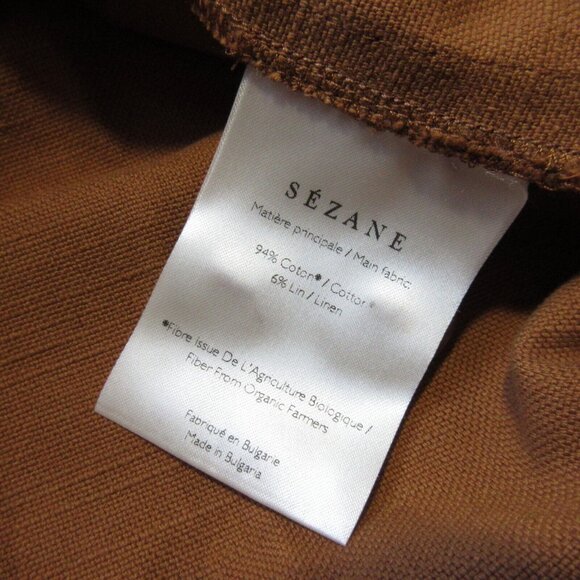 SÉZANE
Matière principale / Main fabric:
94% Coton* / Cotton*
6% Lin / Linen
*Fibre Issue De L'Agriculture Biologique /
Fiber From Organic Farmers
Fabriqué en Bulgarie
Made in Bulgaria